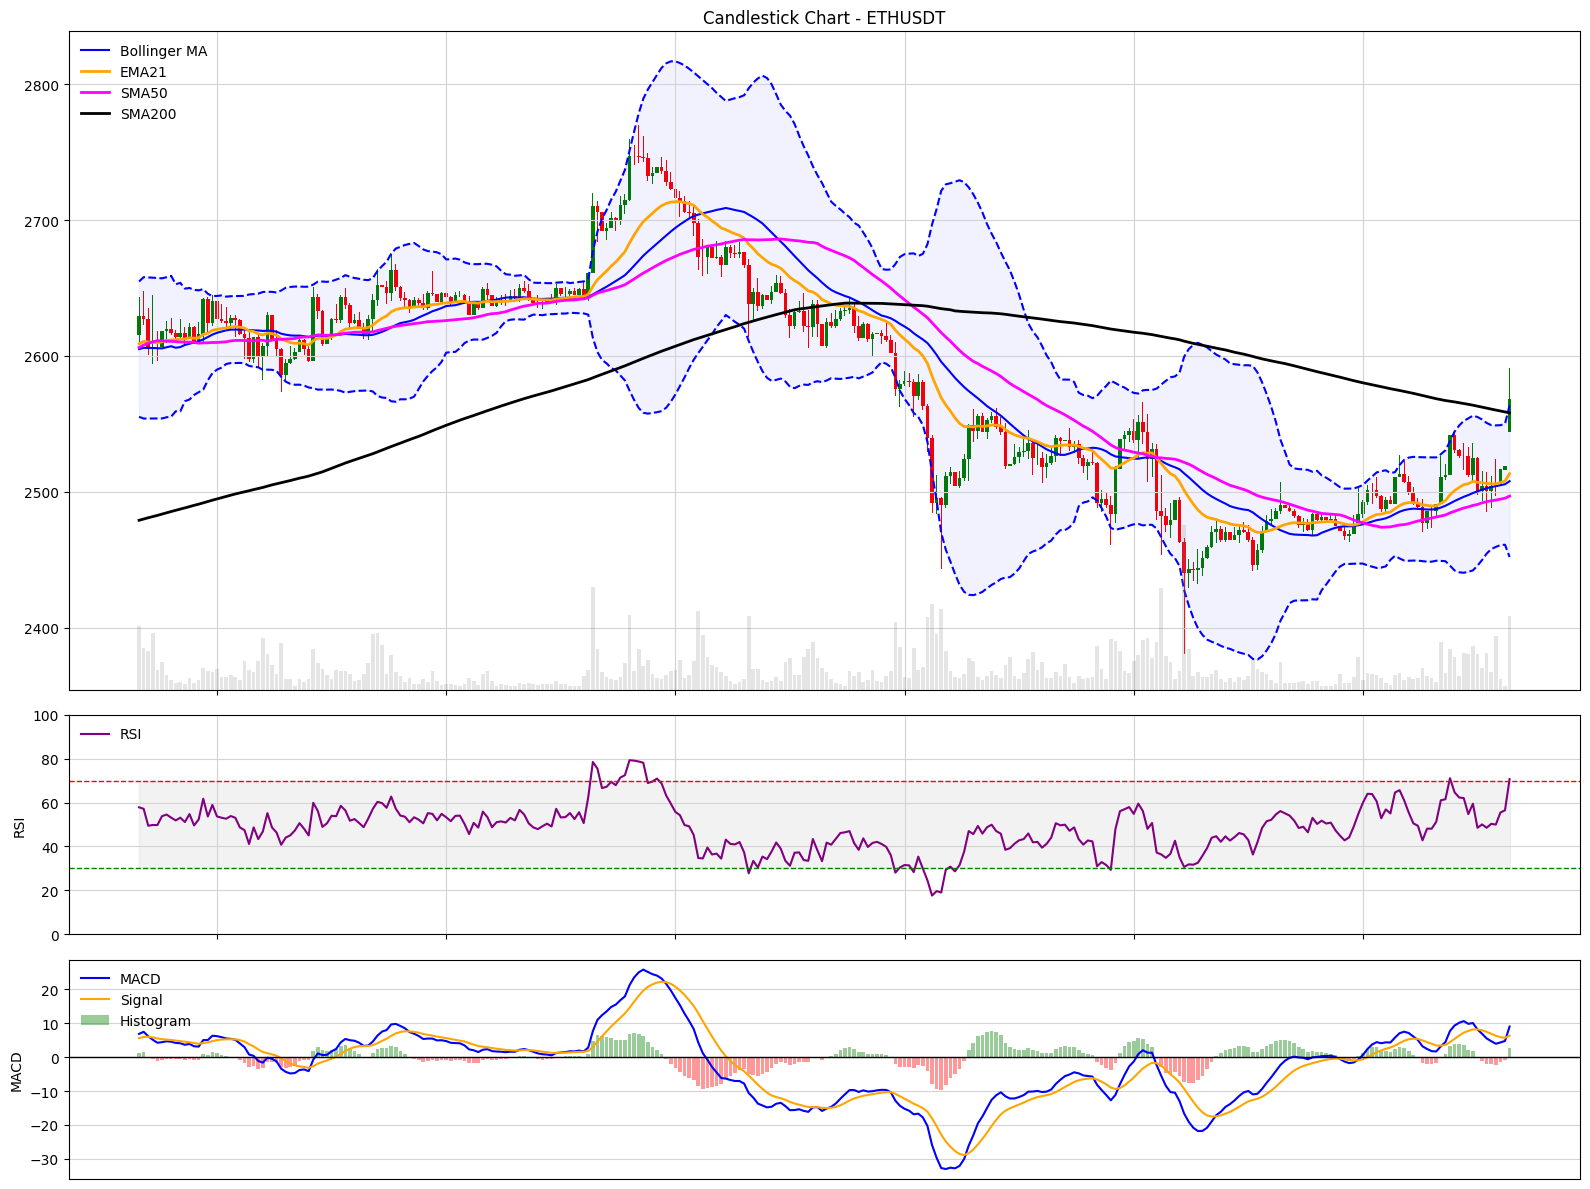 Candlestick Chart - ETHUSDT
Bollinger MA
EMA21
SMA50
SMA200
2800
2700
2600
2500
2400
RSI
100
80
60
40
20
0
RSI
MACD
Signal
Histogram
20
10
0
−10
−20
−30
MACD